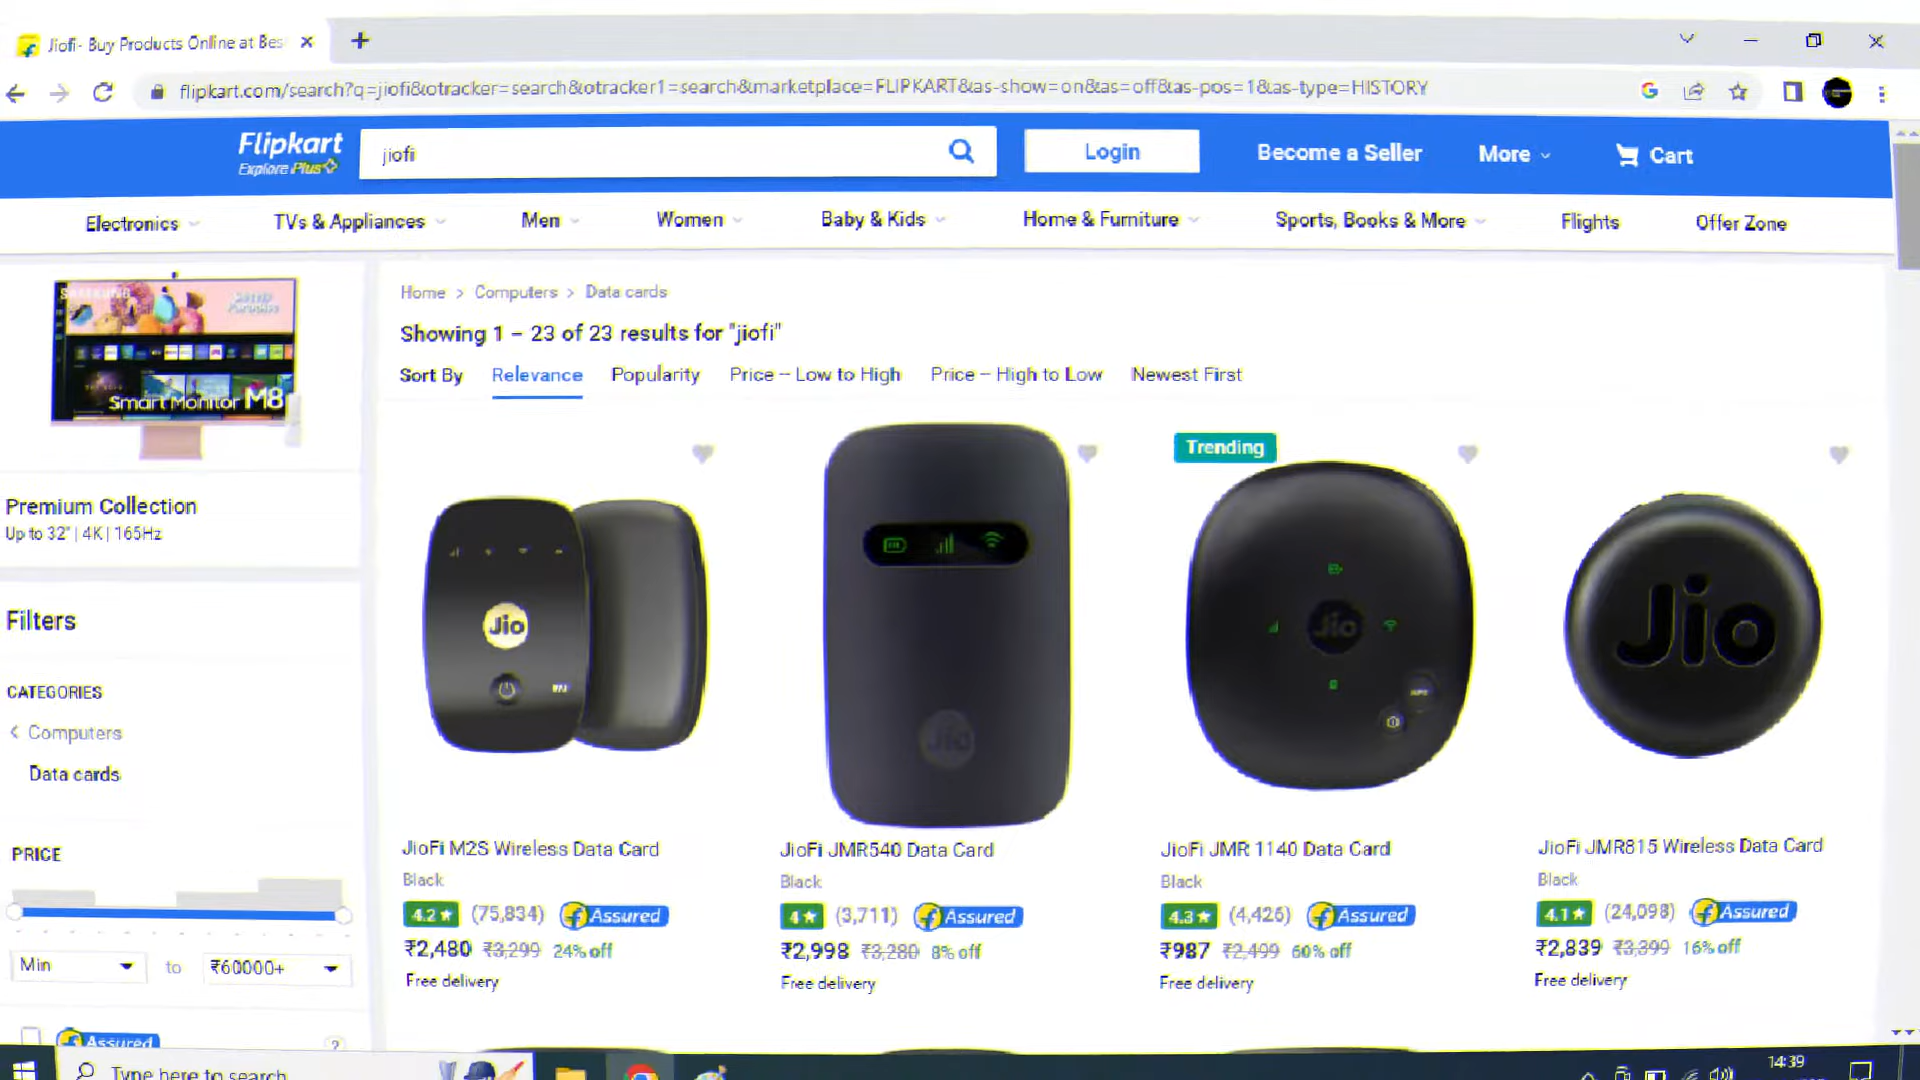 Jiofi- Buy Products Online at Bes
flipkart.com/search?q=jiofi&otracker=search&otracker1=search&marketplace=FLIPKART&as-show=on&as=off&as-pos=1&as-type=HISTORY
Flipkart
Explore Plus
jiofi
Login
Become a Seller
More
Cart
Electronics
TVs & Appliances
Men
Women
Baby & Kids
Home & Furniture
Sports, Books & More
Flights
Offer Zone
SAMSUNG
Smart Monitor M8
Premium Collection
Up to 32" | 4K | 165Hz
Filters
CATEGORIES
Computers
Data cards
PRICE
Min
to
₹60000+
Assured
?
Home > Computers > Data cards
Showing 1 – 23 of 23 results for "jiofi"
Sort By
Relevance
Popularity
Price -- Low to High
Price -- High to Low
Newest First
Trending
Jio
Jio
Jio
Jio
JioFi M2S Wireless Data Card
Black
4.2 (75,834) Assured
₹2,480 ₹3,299 24% off
Free delivery
JioFi JMR540 Data Card
Black
4 (3,711) Assured
₹2,998 ₹3,280 8% off
Free delivery
JioFi JMR 1140 Data Card
Black
4.3 (4,426) Assured
₹987 ₹2,499 60% off
Free delivery
JioFi JMR815 Wireless Data Card
Black
4.1 (24,098) Assured
₹2,839 ₹3,399 16% off
Free delivery
Type here to search
14:39